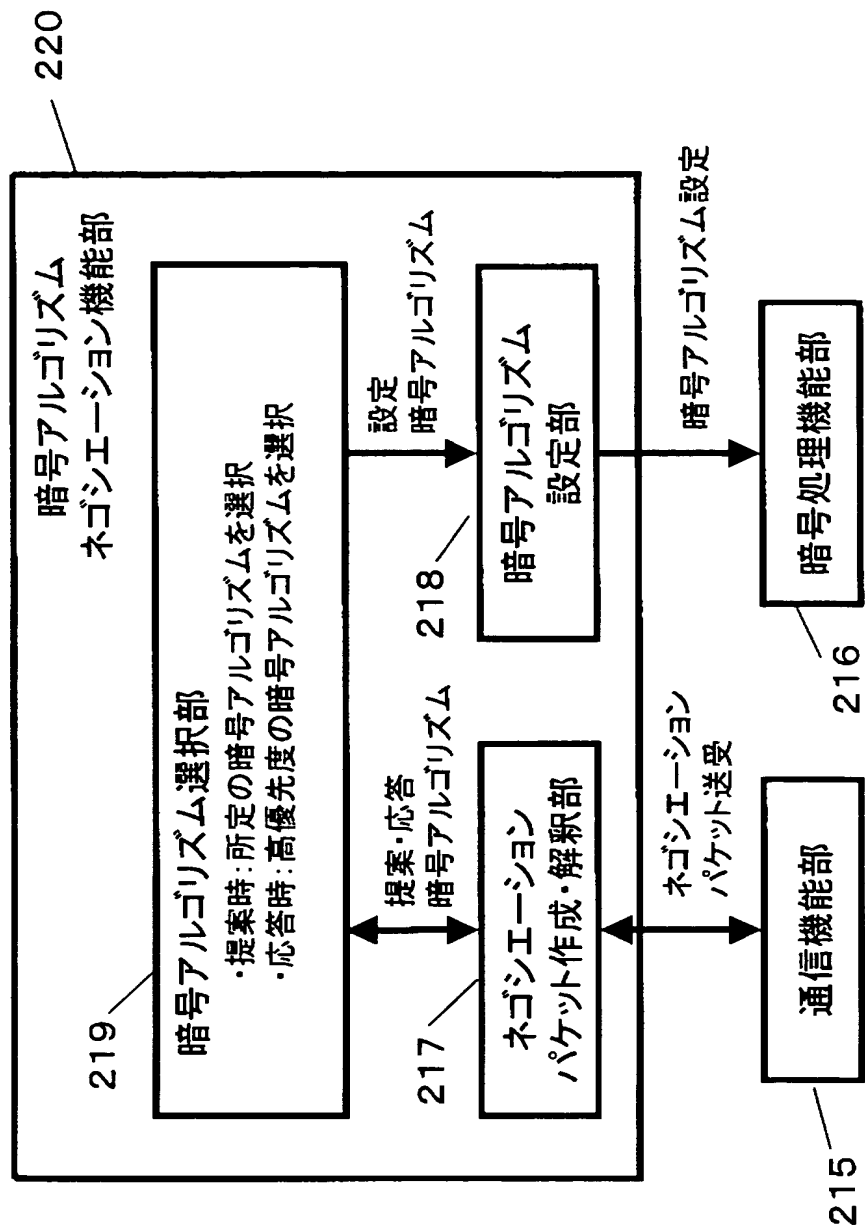 暗号アルゴリズム
ネゴシエーション機能部
220
219
暗号アルゴリズム選択部
・提案時:所定の暗号アルゴリズムを選択
・応答時:高優先度の暗号アルゴリズムを選択
提案・応答
暗号アルゴリズム
設定
暗号アルゴリズム
217
ネゴシエーション
パケット作成・解釈部
218
暗号アルゴリズム
設定部
ネゴシエーション
パケット送受
暗号アルゴリズム設定
215
通信機能部
216
暗号処理機能部